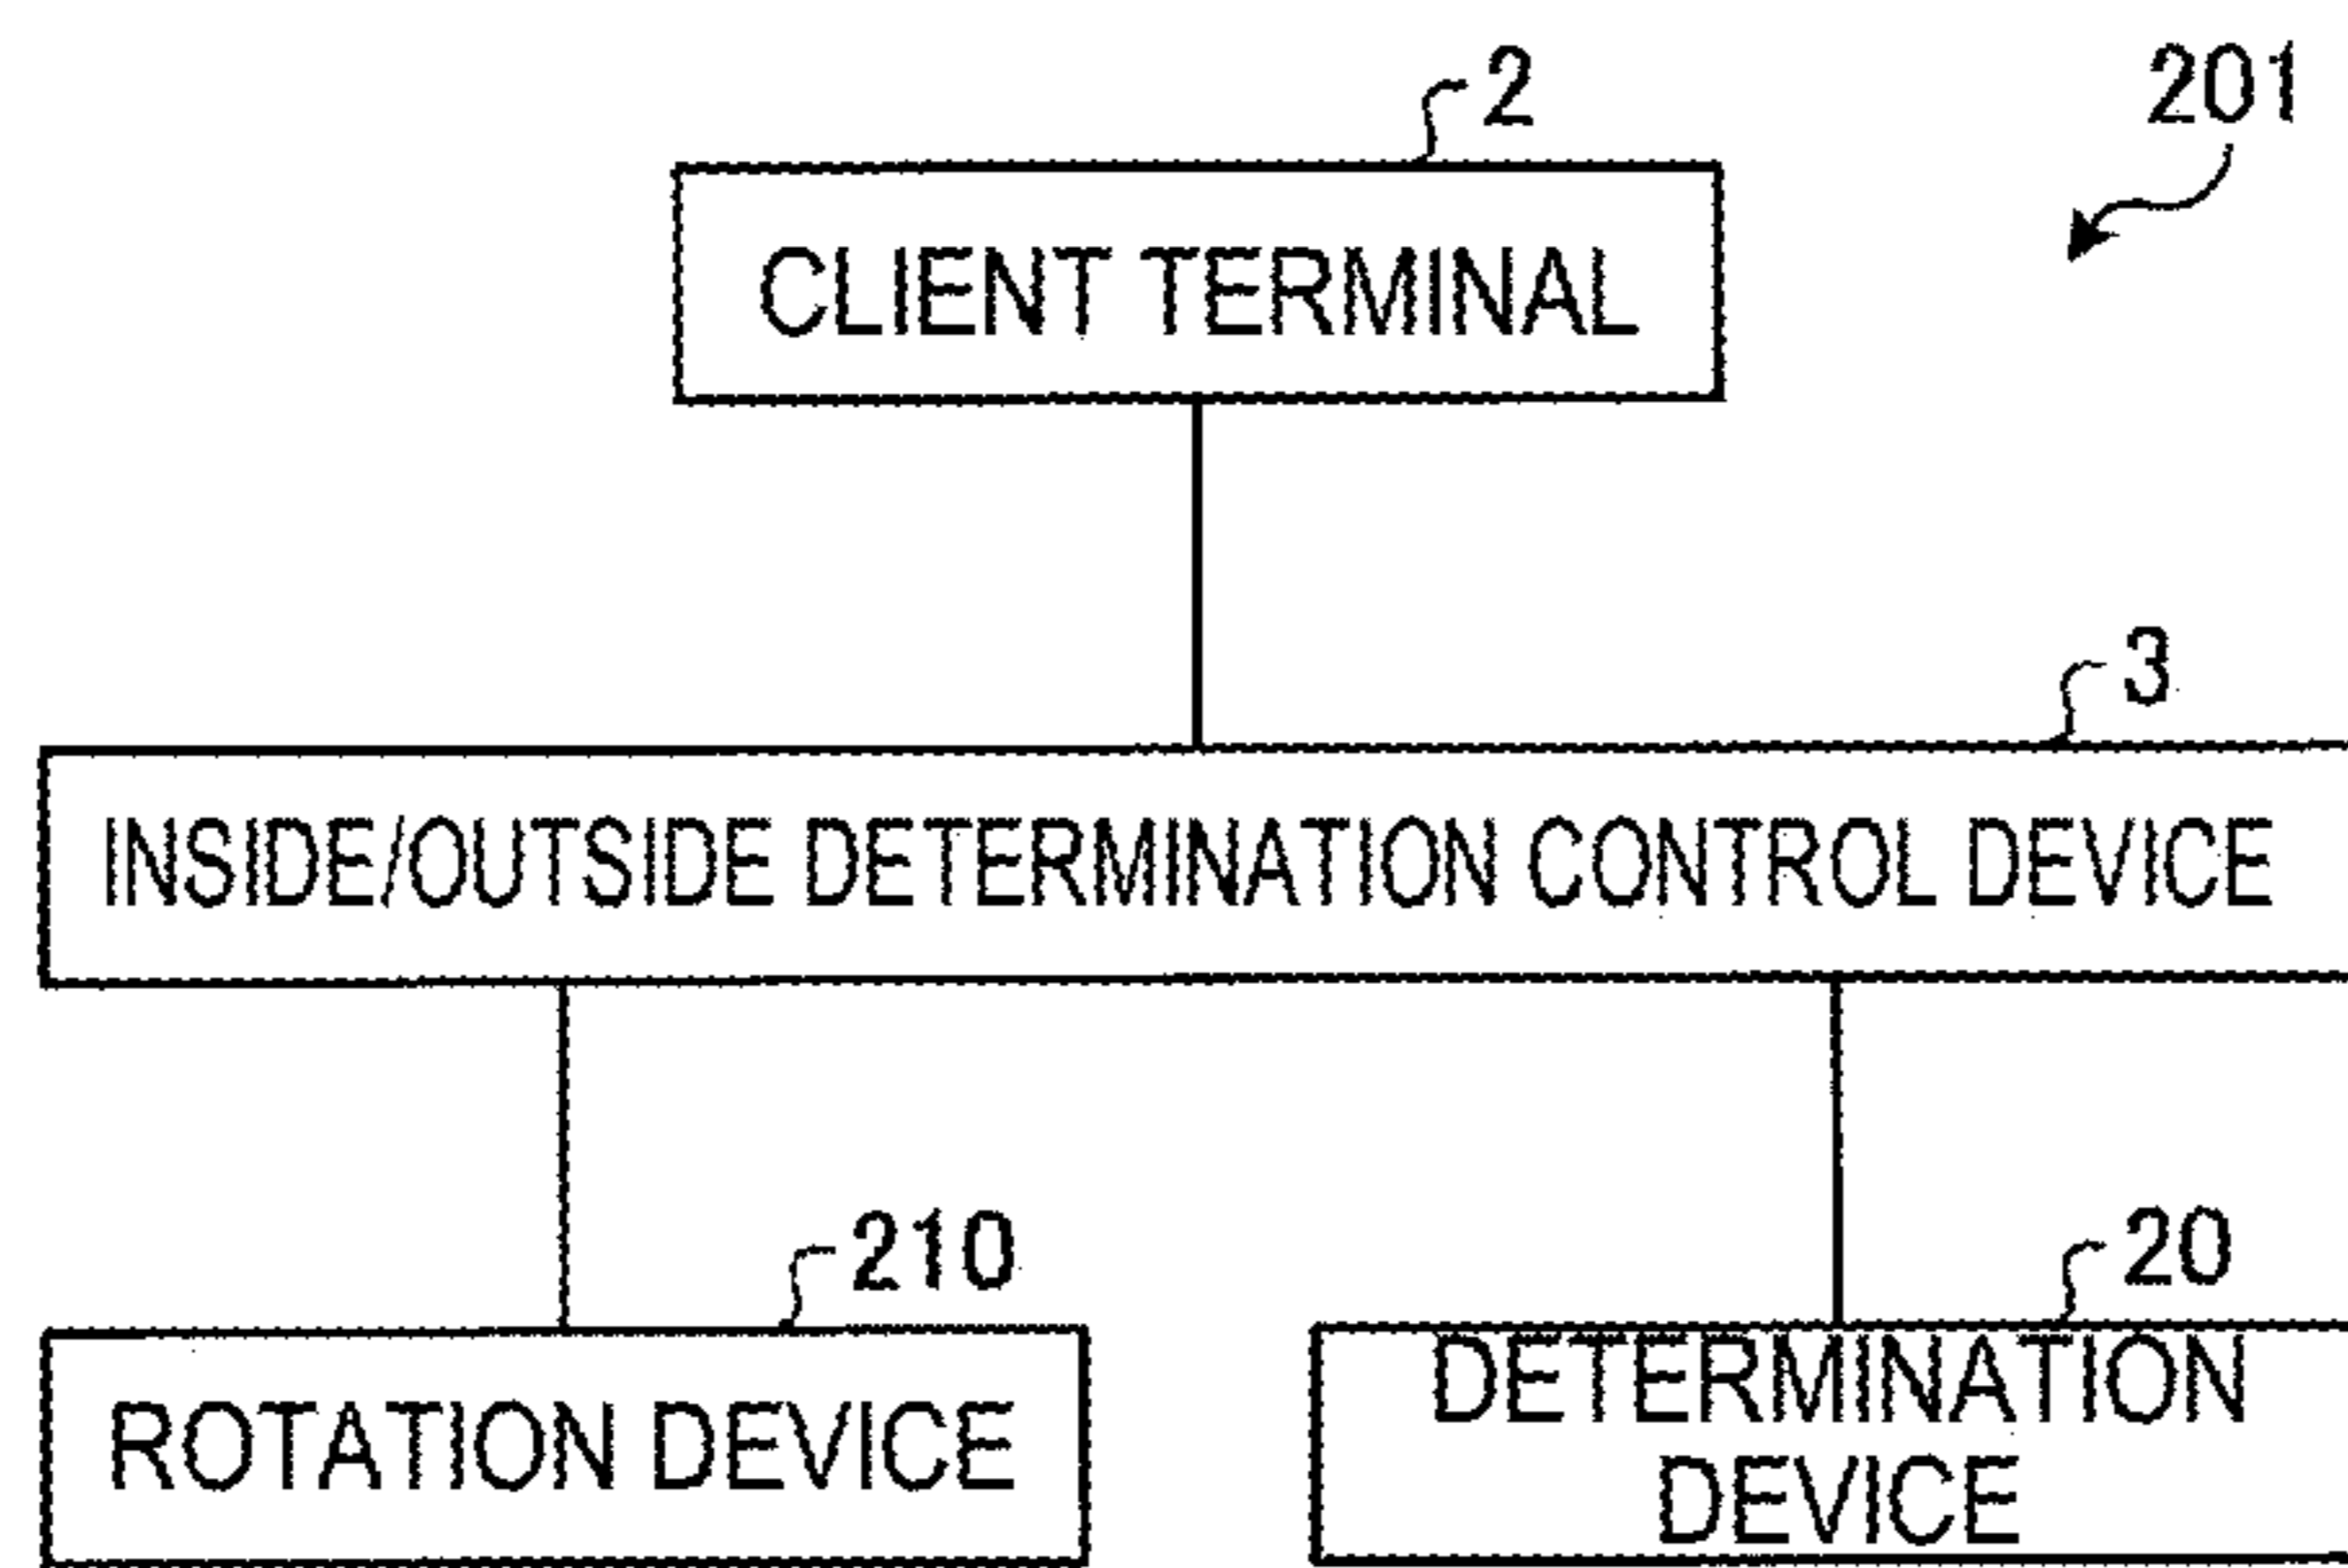 2
201
CLIENT TERMINAL
3
INSIDE/OUTSIDE DETERMINATION CONTROL DEVICE
210
20
ROTATION DEVICE
DETERMINATION
DEVICE